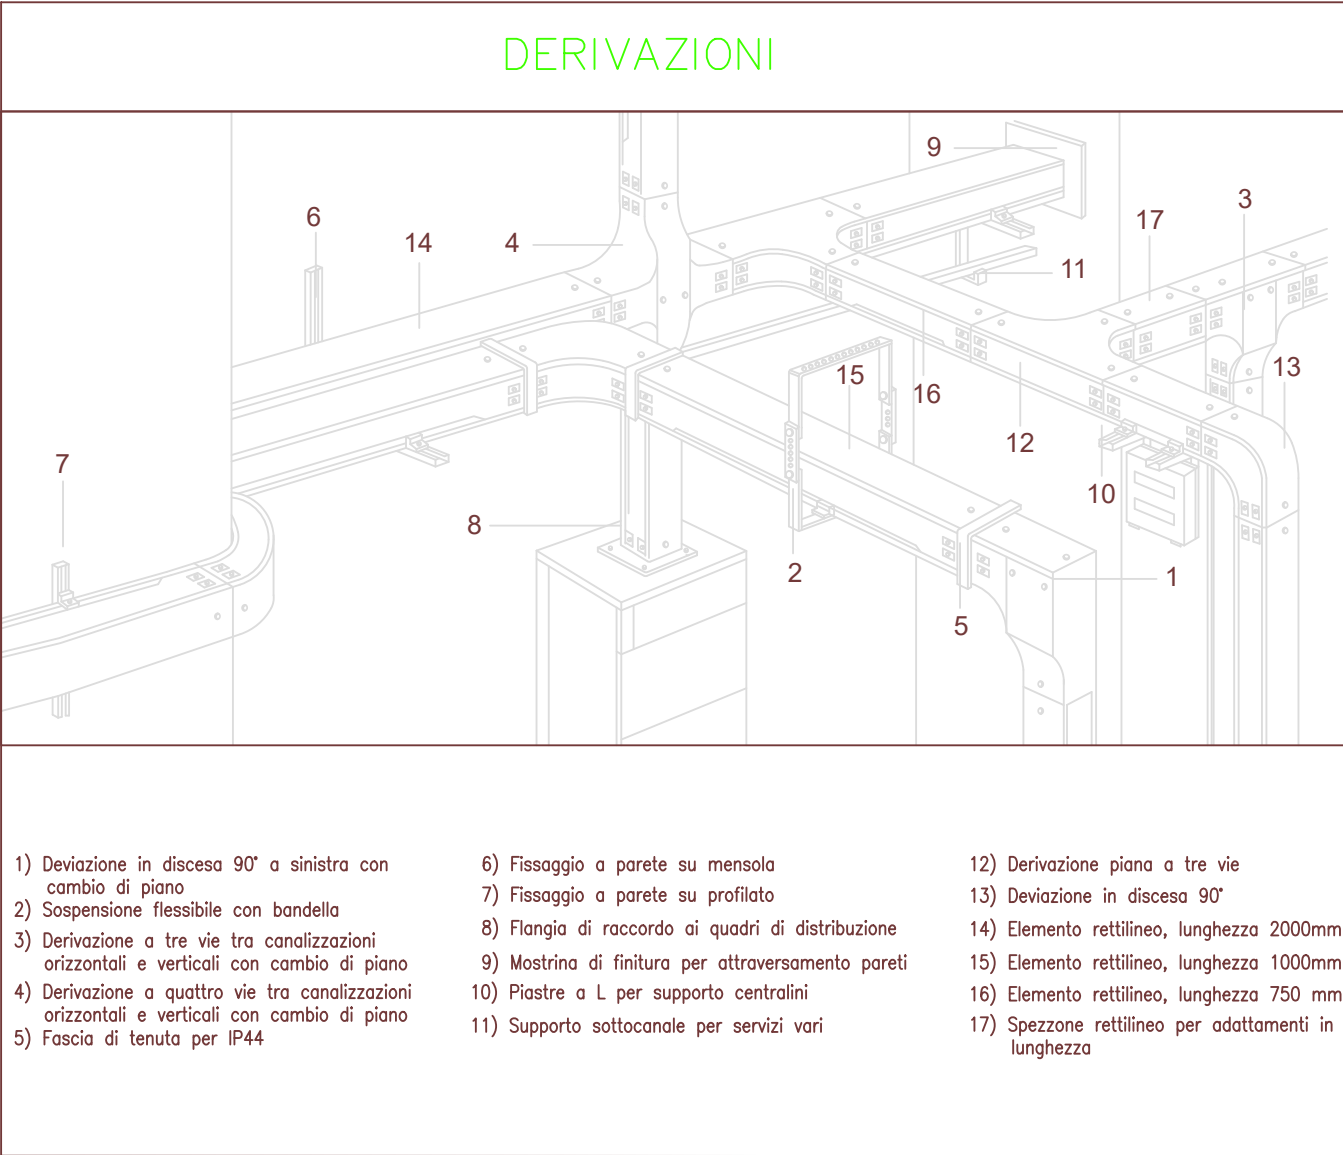 DERIVAZIONI
9
3
6
17
14
4
11
13
15
16
12
7
10
8
2
1
5
1) Deviazione in discesa 90° a sinistra con
cambio di piano
2) Sospensione flessibile con bandella
3) Derivazione a tre vie tra canalizzazioni
orizzontali e verticali con cambio di piano
4) Derivazione a quattro vie tra canalizzazioni
orizzontali e verticali con cambio di piano
5) Fascia di tenuta per IP44
6) Fissaggio a parete su mensola
7) Fissaggio a parete su profilato
8) Flangia di raccordo ai quadri di distribuzione
9) Mostrina di finitura per attraversamento pareti
10) Piastre a L per supporto centralini
11) Supporto sottocanale per servizi vari
12) Derivazione piana a tre vie
13) Deviazione in discesa 90°
14) Elemento rettilineo, lunghezza 2000mm
15) Elemento rettilineo, lunghezza 1000mm
16) Elemento rettilineo, lunghezza 750 mm
17) Spezzone rettilineo per adattamenti in
lunghezza